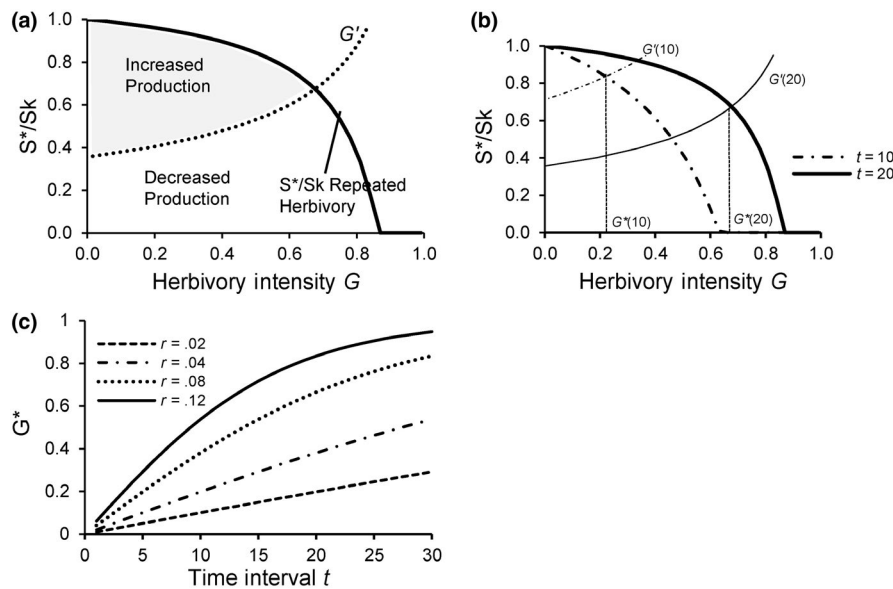 (a)
1.0
0.8
0.6
0.4
0.2
0.0
S*/Sk
G'
Increased
Production
Decreased
Production
S*/Sk Repeated
Herbivory
0.0 0.2 0.4 0.6 0.8 1.0
Herbivory intensity G
(b)
1.0
0.8
0.6
0.4
0.2
0.0
S*/Sk
G'(10)
G'(20)
G*(10)
G*(20)
t = 10
t = 20
0.0 0.2 0.4 0.6 0.8 1.0
Herbivory intensity G
(c)
1
0.8
0.6
0.4
0.2
0
G*
r = .02
r = .04
r = .08
r = .12
0 5 10 15 20 25 30
Time interval t